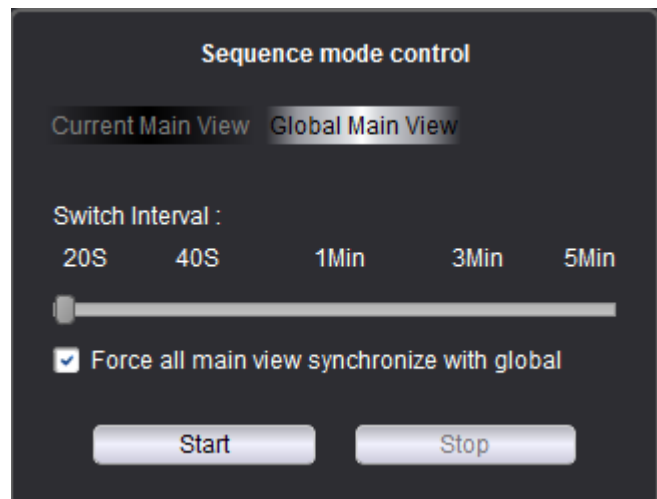 Sequence mode control
Current Main View Global Main View
Switch Interval :
20S 40S 1Min 3Min 5Min
Force all main view synchronize with global
Start Stop